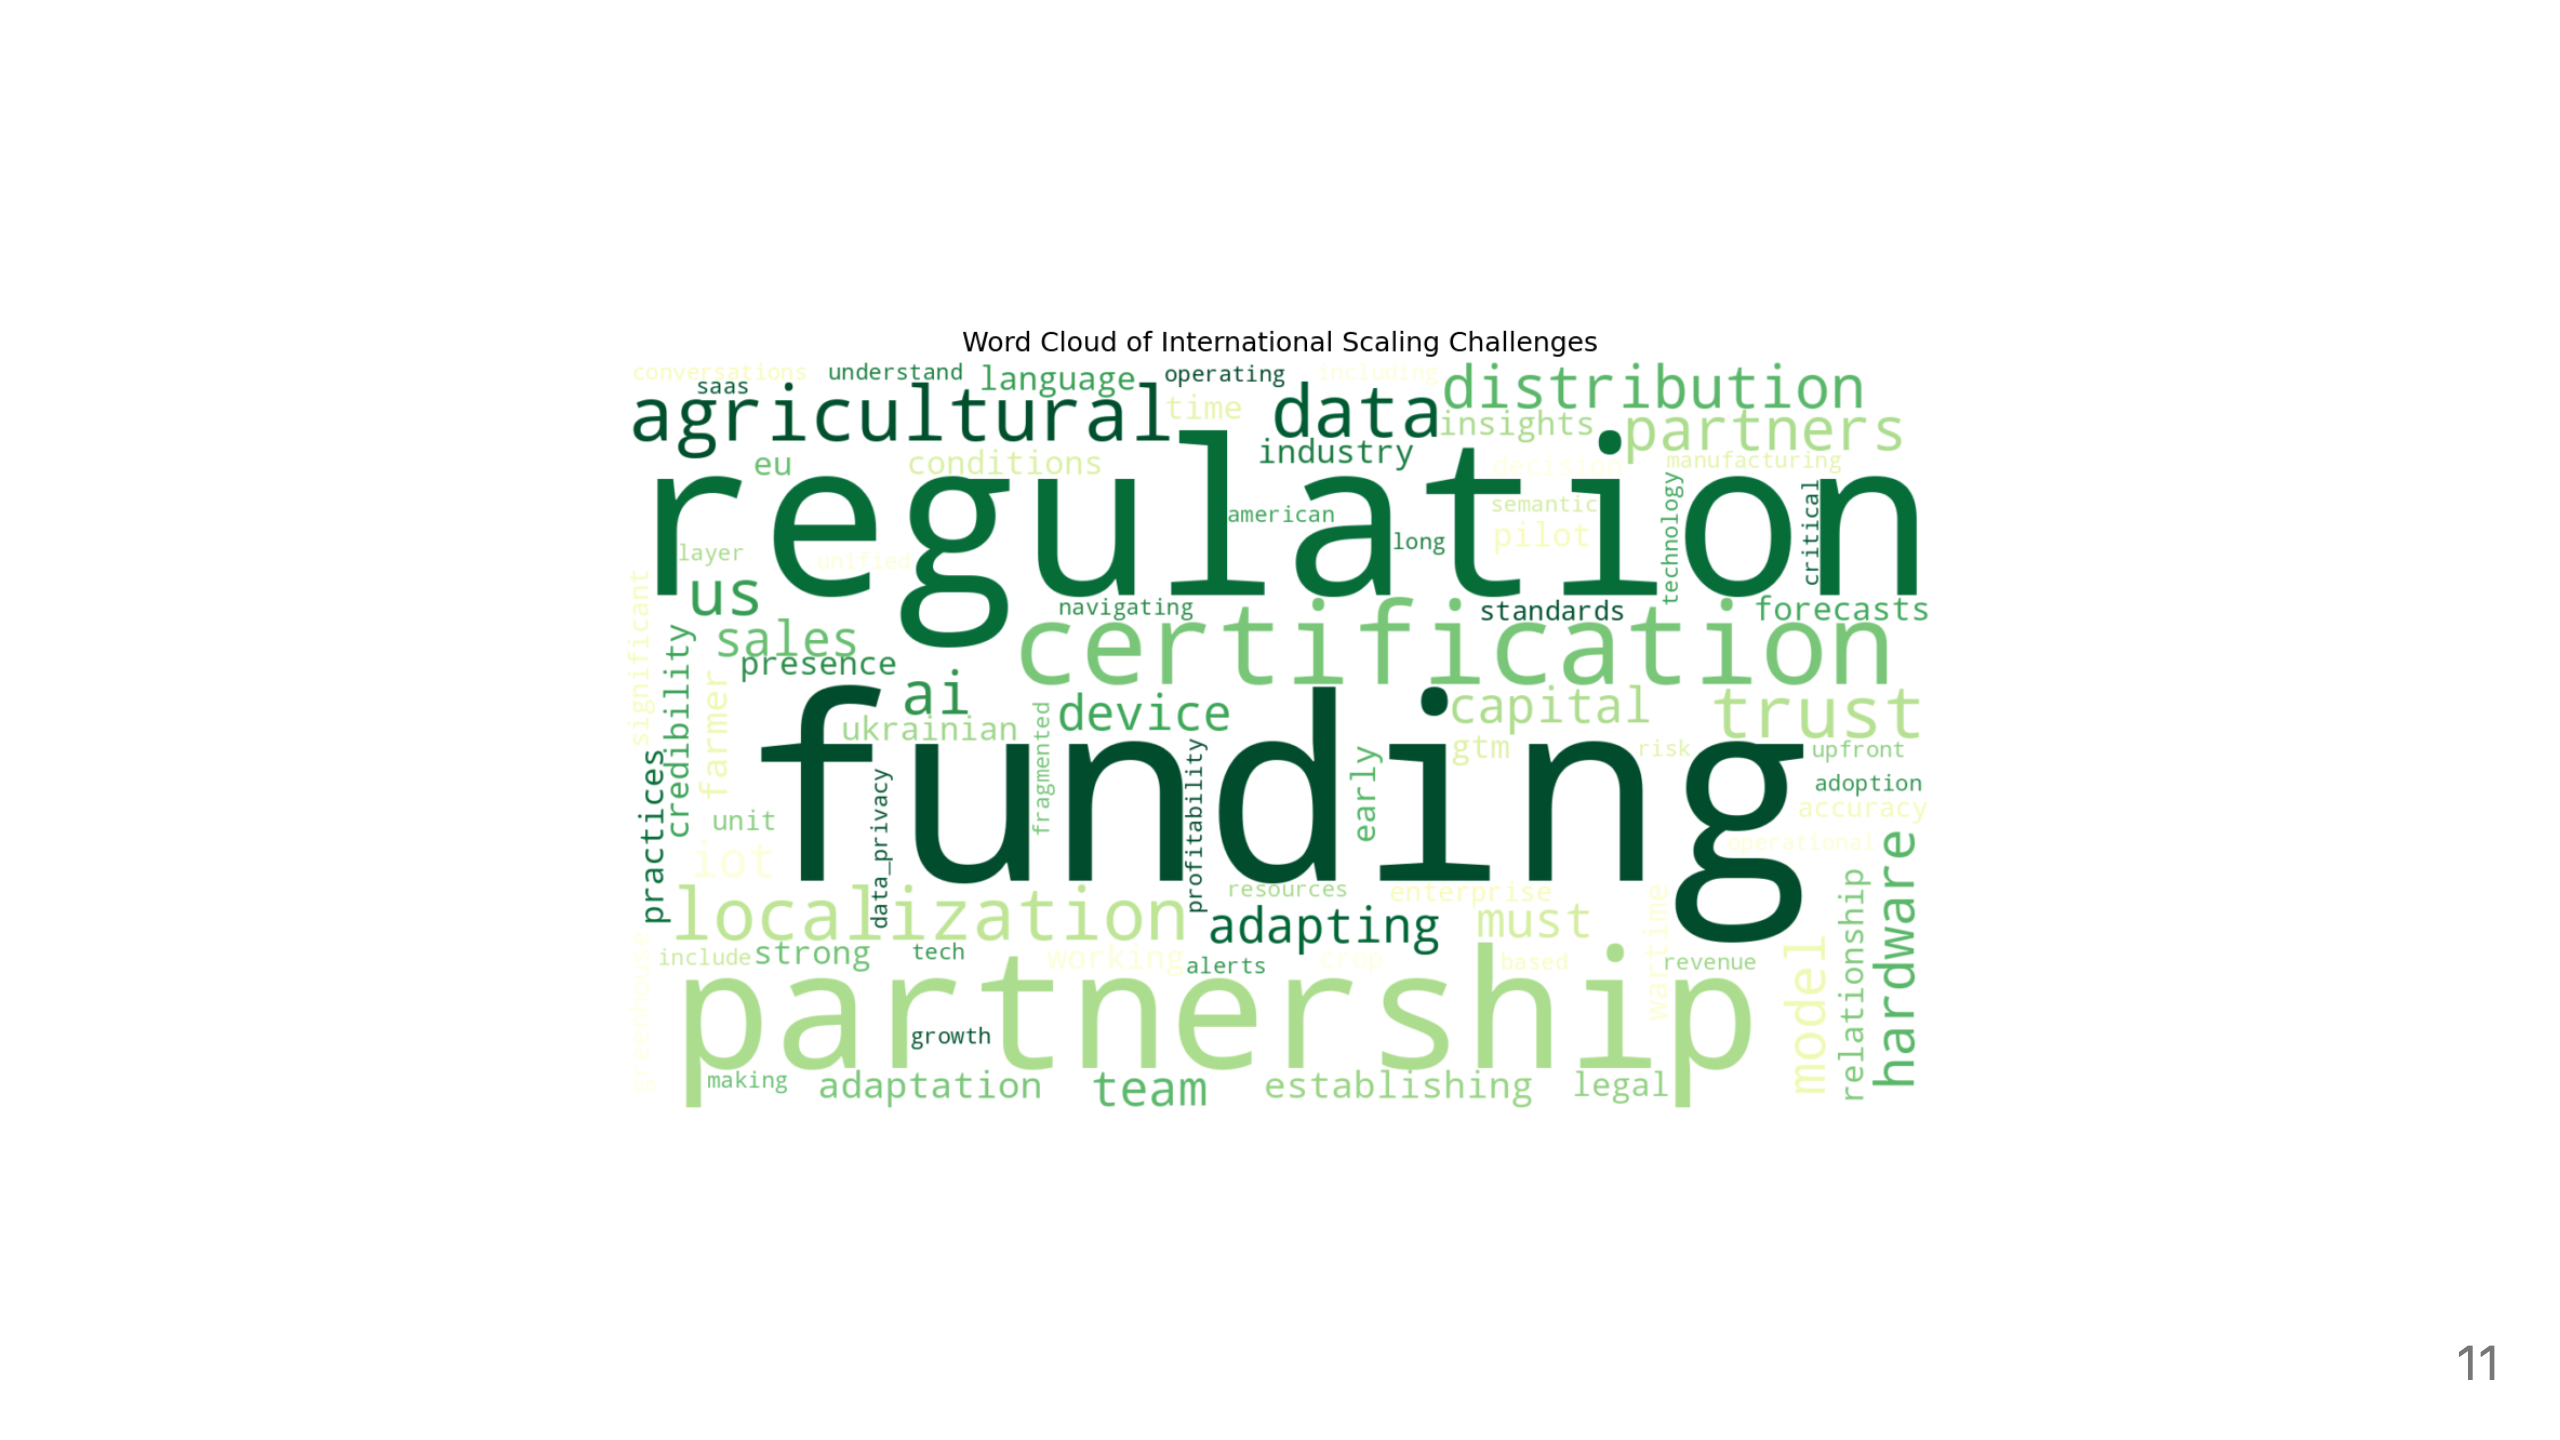 Word Cloud of International Scaling Challenges
conversations
saas
understand
language
operating
including
distribution
agricultural
time
data
insights
partners
eu
conditions
industry
decision
manufacturing
regulation
american
semantic
pilot
long
technology
critical
layer
unified
us
navigating
standards
forecasts
significant
credibility
sales
presence
certification
farmer
ai
ukrainian
device
capital
trust
fragmented
gtm
risk
upfront
funding
adoption
accuracy
practices
unit
data_privacy
profitability
early
operational
iot
resources
enterprise
wartime
hardware
relationship
localization
adapting
must
include
strong
tech
working
alerts
crop
based
revenue
model
greenhouse
partnership
growth
making
adaptation
team
establishing
legal
11